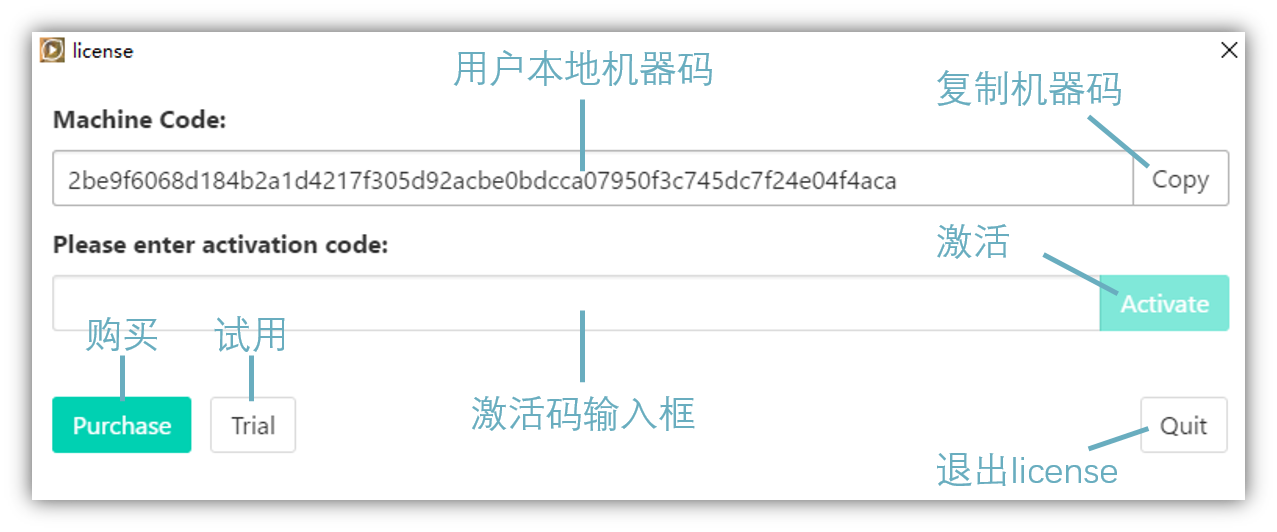 license
用户本地机器码
复制机器码
Machine Code:
2be9f6068d184b2a1d4217f305d92acbe0bdcca07950f3c745dc7f24e04f4aca
Copy
Please enter activation code:
激活
Activate
购买
试用
激活码输入框
Purchase
Trial
Quit
退出license